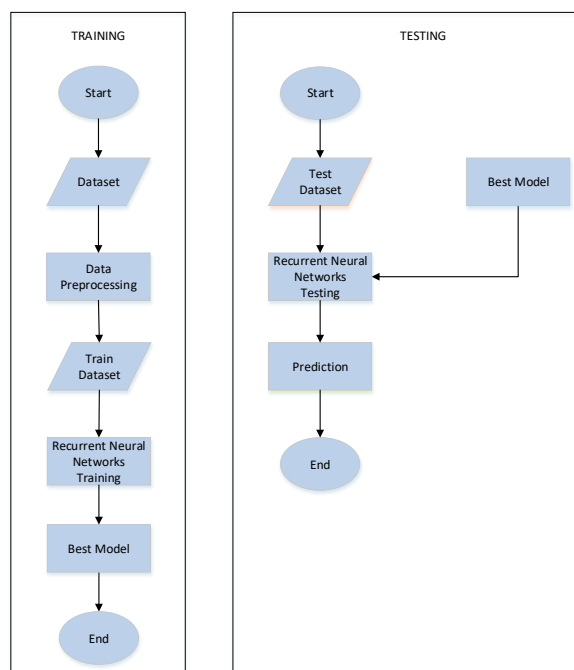 TRAINING
Start
Dataset
Data
Preprocessing
Train
Dataset
Recurrent Neural
Networks
Training
Best Model
End
TESTING
Start
Test
Dataset
Best Model
Recurrent Neural
Networks
Testing
Prediction
End